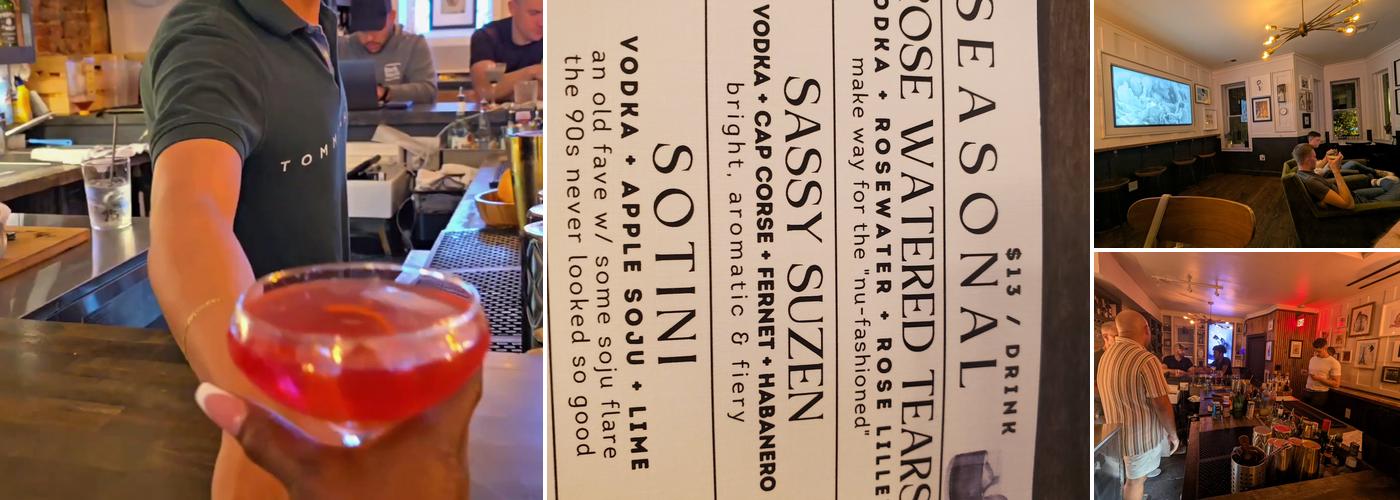 TOMM
SEASONAL
$13 / DRINK
ROSE WATERED TEARS
ODKA + ROSEWATER + ROSE LILLE
make way for the "nu-fashioned"
SASSY SUZEN
VODKA + CAP CORSE + FERNET + HABANERO
bright, aromatic & fiery
SOTINI
VODKA + APPLE SOJU + LIME
an old fave w/ some soju flare
the 90s never looked so good